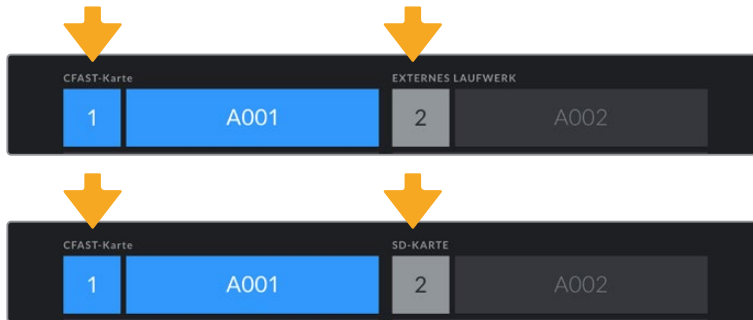 CFAST-Karte EXTERNES LAUFWERK
1 A001 2 A002
CFAST-Karte SD-KARTE
1 A001 2 A002